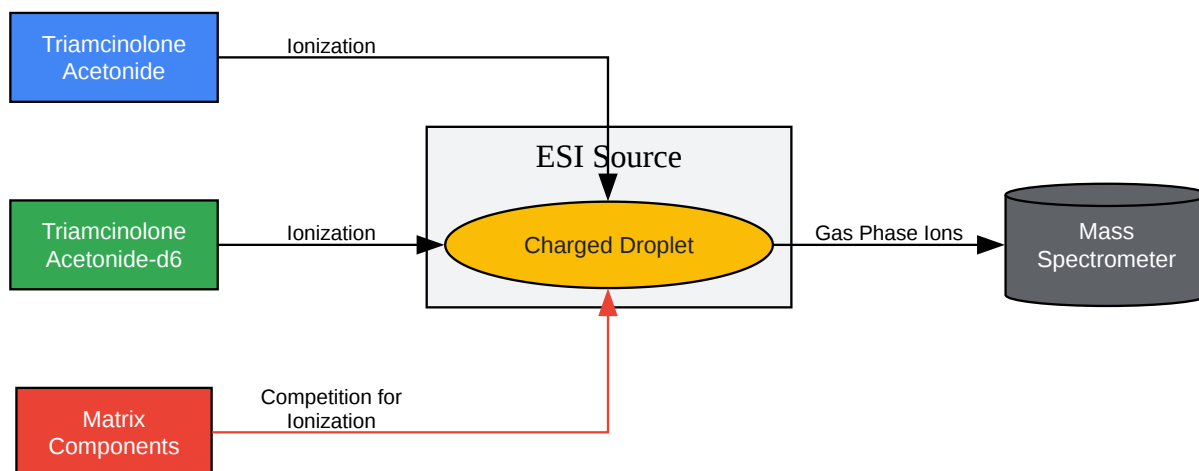 Triamcinolone
Acetonide
Ionization
ESI Source
Triamcinolone
Acetonide-d6
Ionization
Charged Droplet
Gas Phase Ions
Mass
Spectrometer
Matrix
Components
Competition for
Ionization